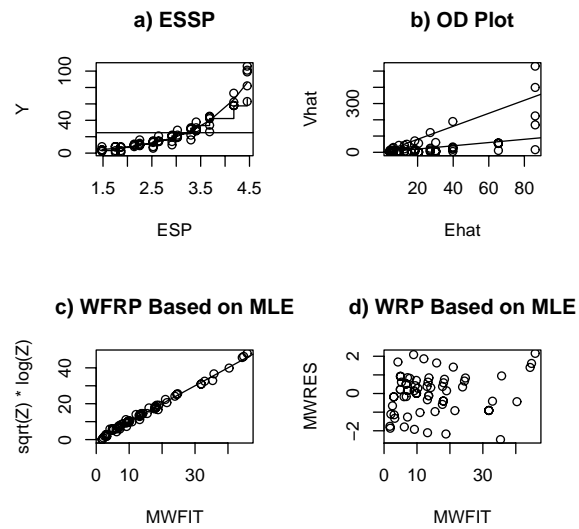 a) ESSP
Y
0 40 100
1.5 2.5 3.5 4.5
ESP
b) OD Plot
Vhat
0 300
20 40 60 80
Ehat
c) WFRP Based on MLE
sqrt(Z) * log(Z)
0 20 40
0 10 30
MWFIT
d) WRP Based on MLE
MWRES
−2 0 2
0 10 30
MWFIT